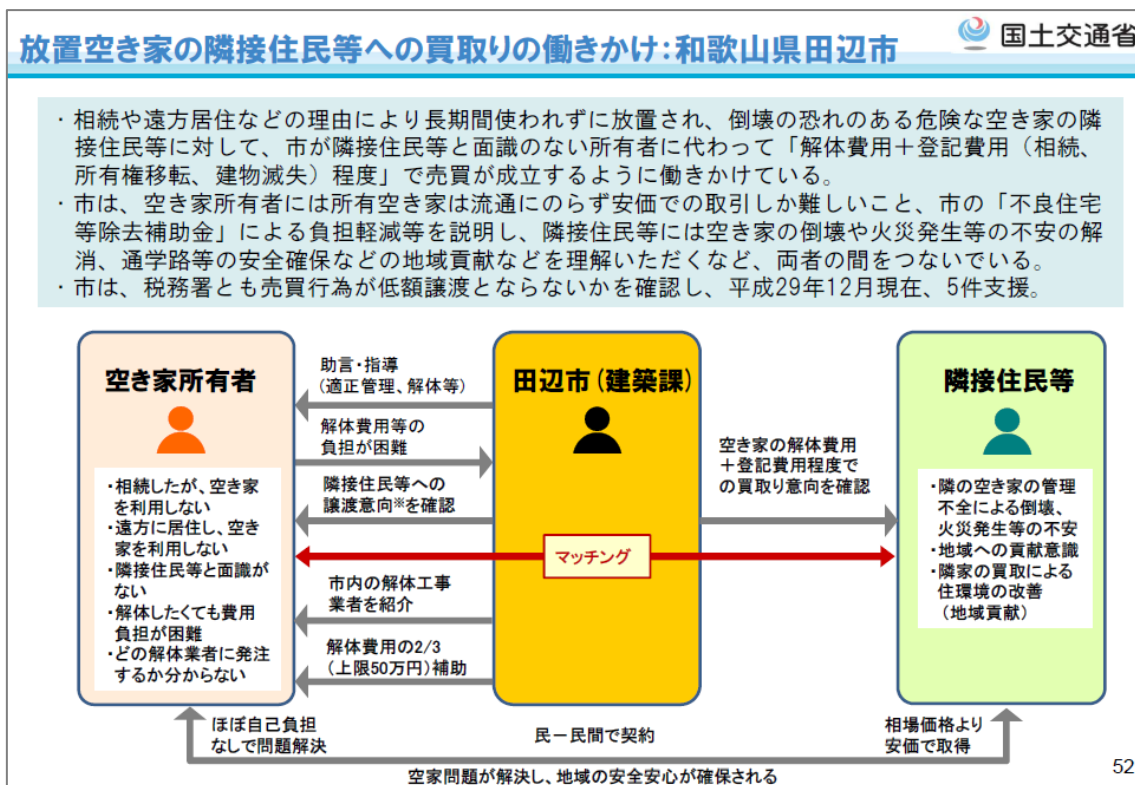 放置空き家の隣接住民等への買取りの働きかけ:和歌山県田辺市
国土交通省
・相続や遠方居住などの理由により長期間使われずに放置され、倒壊の恐れのある危険な空き家の隣
接住民等に対して、市が隣接住民等と面識のない所有者に代わって「解体費用＋登記費用（相続、
所有権移転、建物滅失）程度」で売買が成立するように働きかけている。
・市は、空き家所有者には所有空き家は流通にのらず安価での取引しか難しいこと、市の「不良住宅
等除去補助金」による負担軽減等を説明し、隣接住民等には空き家の倒壊や火災発生等の不安の解
消、通学路等の安全確保などの地域貢献などを理解いただくなど、両者の間をつないでいる。
・市は、税務署とも売買行為が低額譲渡とならないかを確認し、平成29年12月現在、5件支援。
空き家所有者
・相続したが、空き家
を利用しない
・遠方に居住し、空き
家を利用しない
・隣接住民等と面識が
ない
・解体したくても費用
負担が困難
・どの解体業者に発注
するか分からない
助言・指導
（適正管理、解体等）
解体費用等の
負担が困難
隣接住民等への
譲渡意向※を確認
マッチング
市内の解体工事
業者を紹介
解体費用の2/3
（上限50万円）補助
田辺市（建築課）
空き家の解体費用
＋登記費用程度で
の買取り意向を確認
隣接住民等
・隣の空き家の管理
不全による倒壊、
火災発生等の不安
・地域への貢献意識
・隣家の買取による
住環境の改善
（地域貢献）
ほぼ自己負担
なしで問題解決
民－民間で契約
相場価格より
安価で取得
空家問題が解決し、地域の安全安心が確保される
52